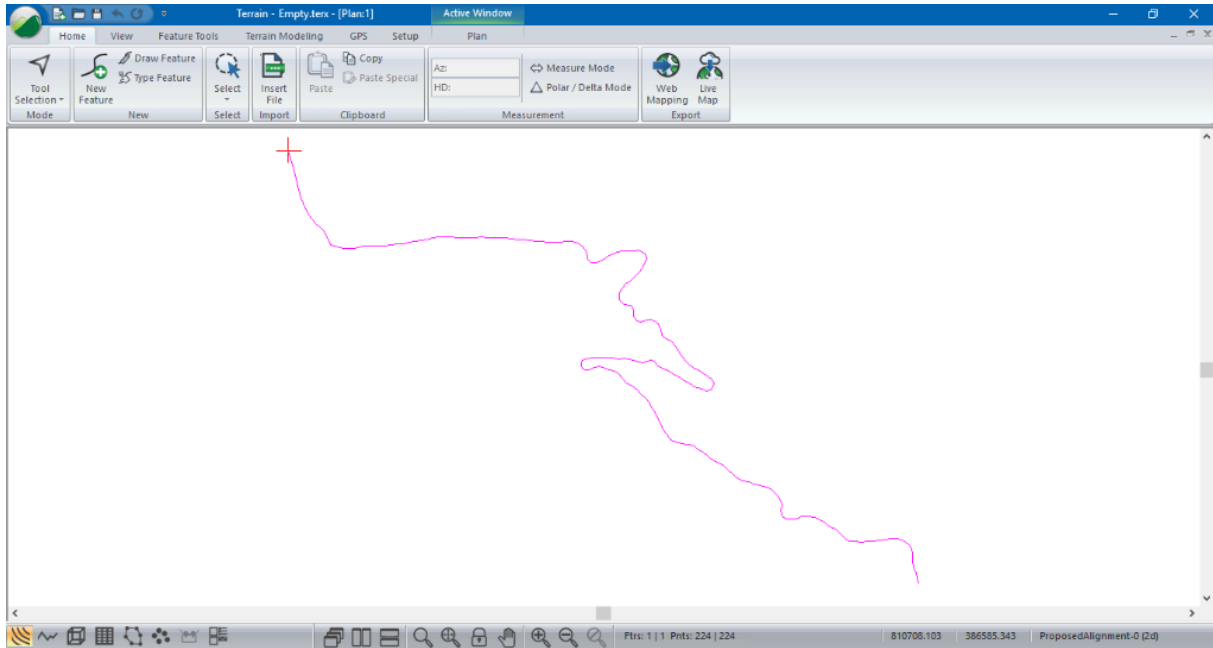 Terrain - Empty.terx - [Plan:1] Active Window
Home View Feature Tools Terrain Modeling GPS Setup Plan
Tool Selection
Mode
New Feature
Draw Feature
Type Feature
New
Select
Select
Insert File
Import
Paste
Copy
Paste Special
Clipboard
Az:
HD:
Measure Mode
Polar / Delta Mode
Measurement
Web Mapping
Live Map
Export
Ftrs: 1 | 1 Pnts: 224 | 224 810708.103 386585.343 ProposedAlignment-0 (2d)